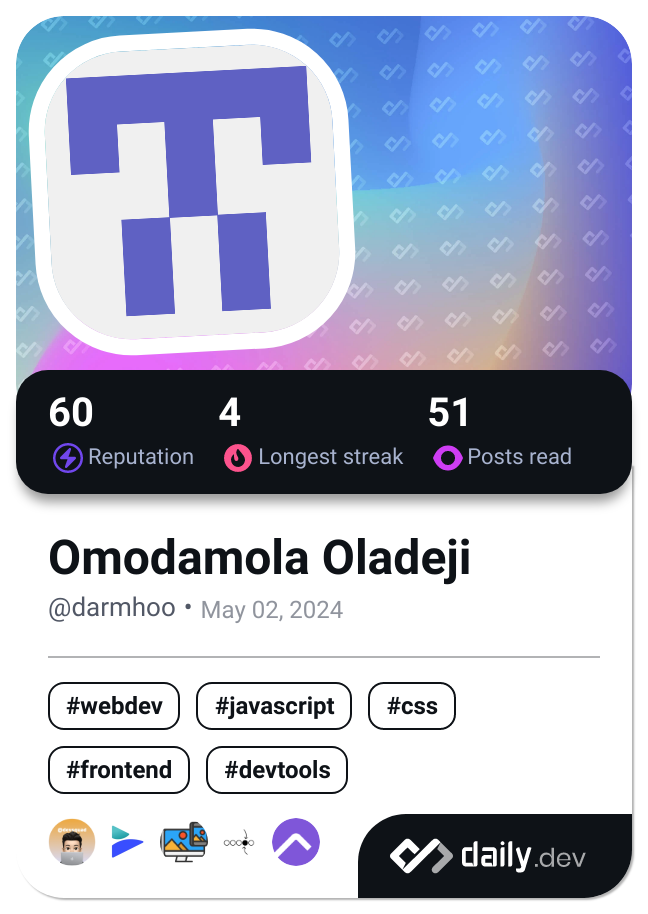 60 4 51
Reputation Longest streak Posts read
Omodamola Oladeji
@darmhoo • May 02, 2024
#webdev #javascript #css
#frontend #devtools
daily.dev